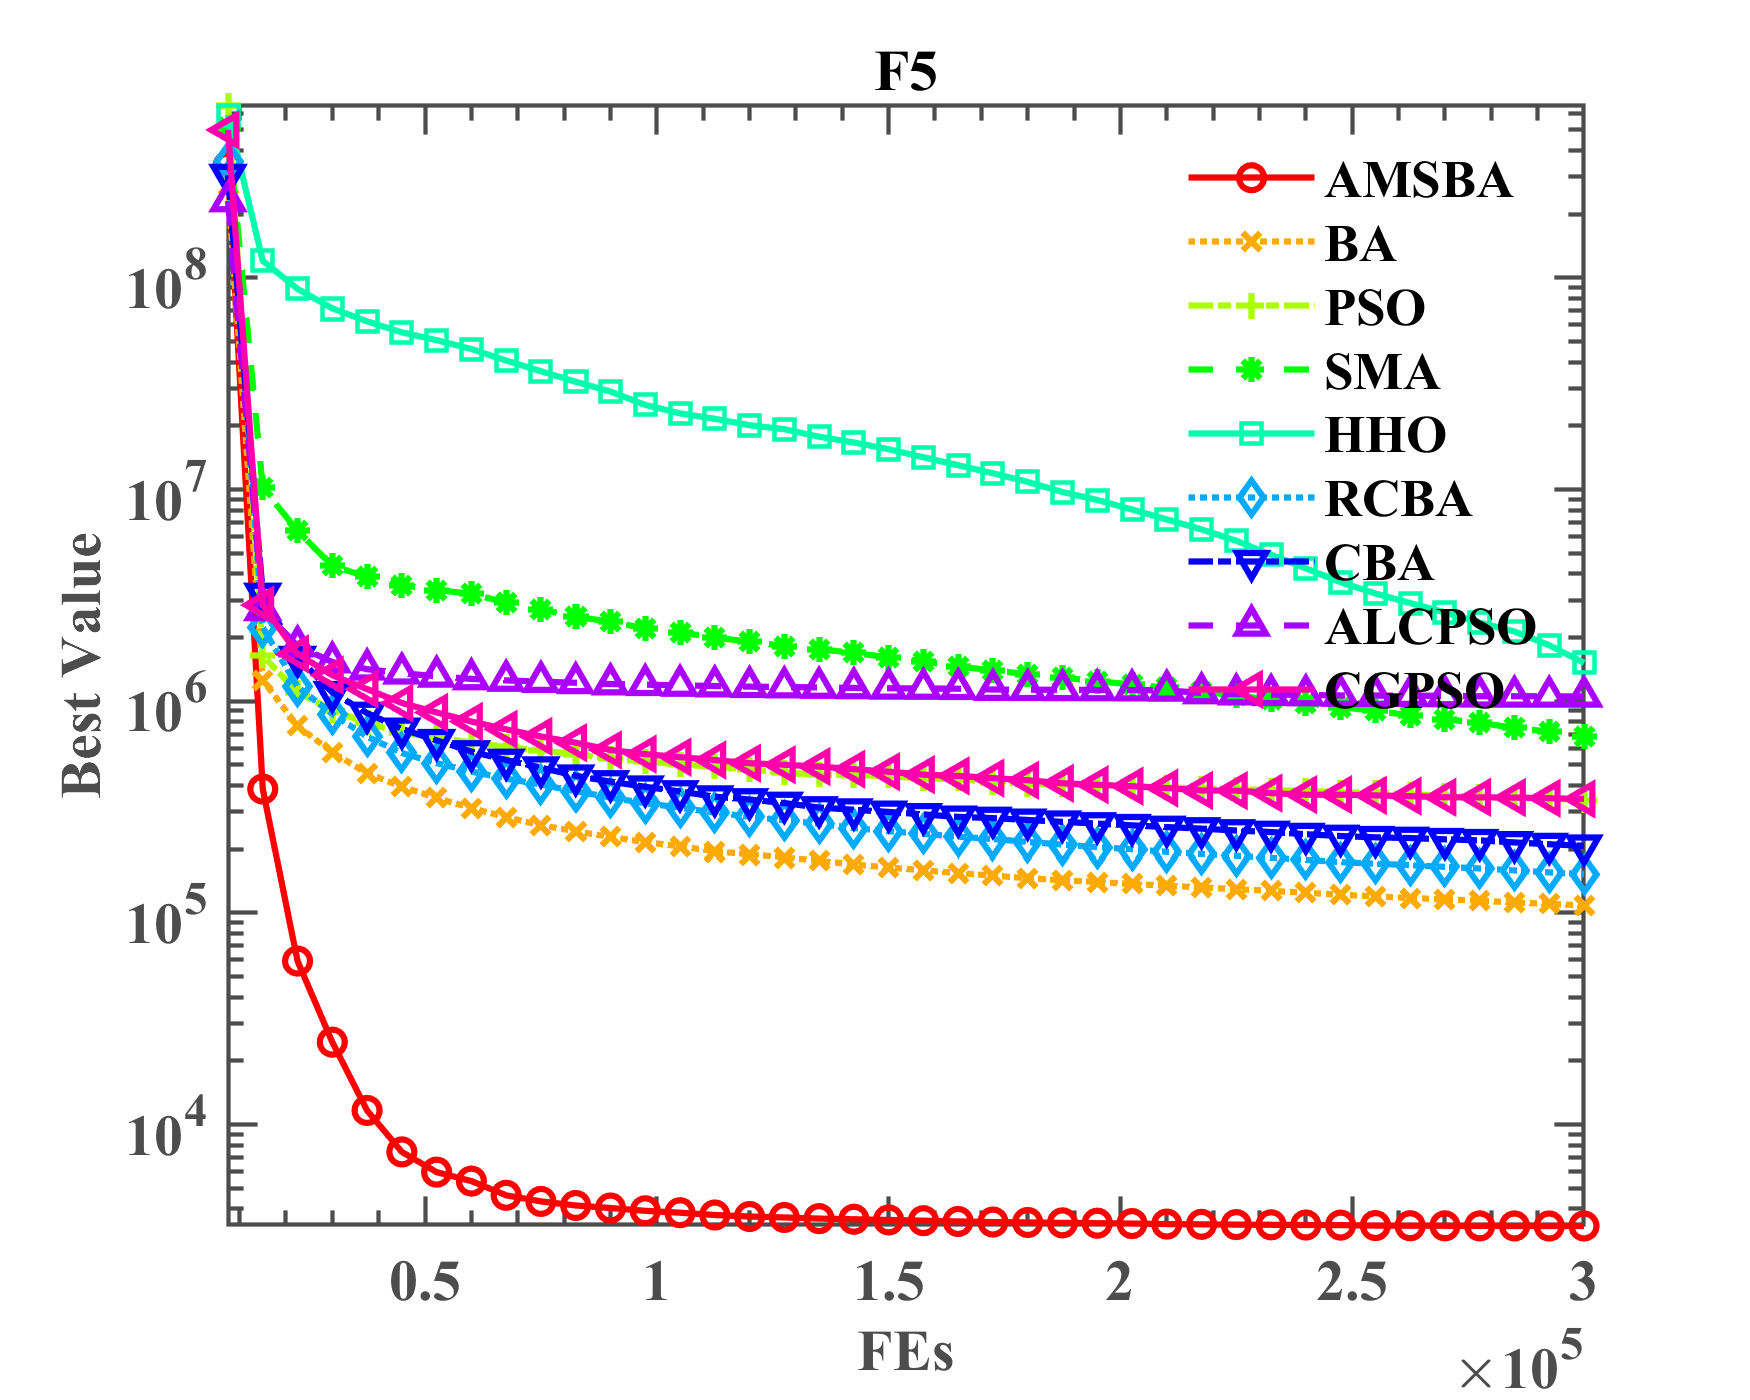 F5
Best Value
10^8
10^7
10^6
10^5
10^4
AMSBA
BA
PSO
SMA
HHO
RCBA
CBA
ALCPSO
CGPSO
0.5 1 1.5 2 2.5 3
FEs
×10^5